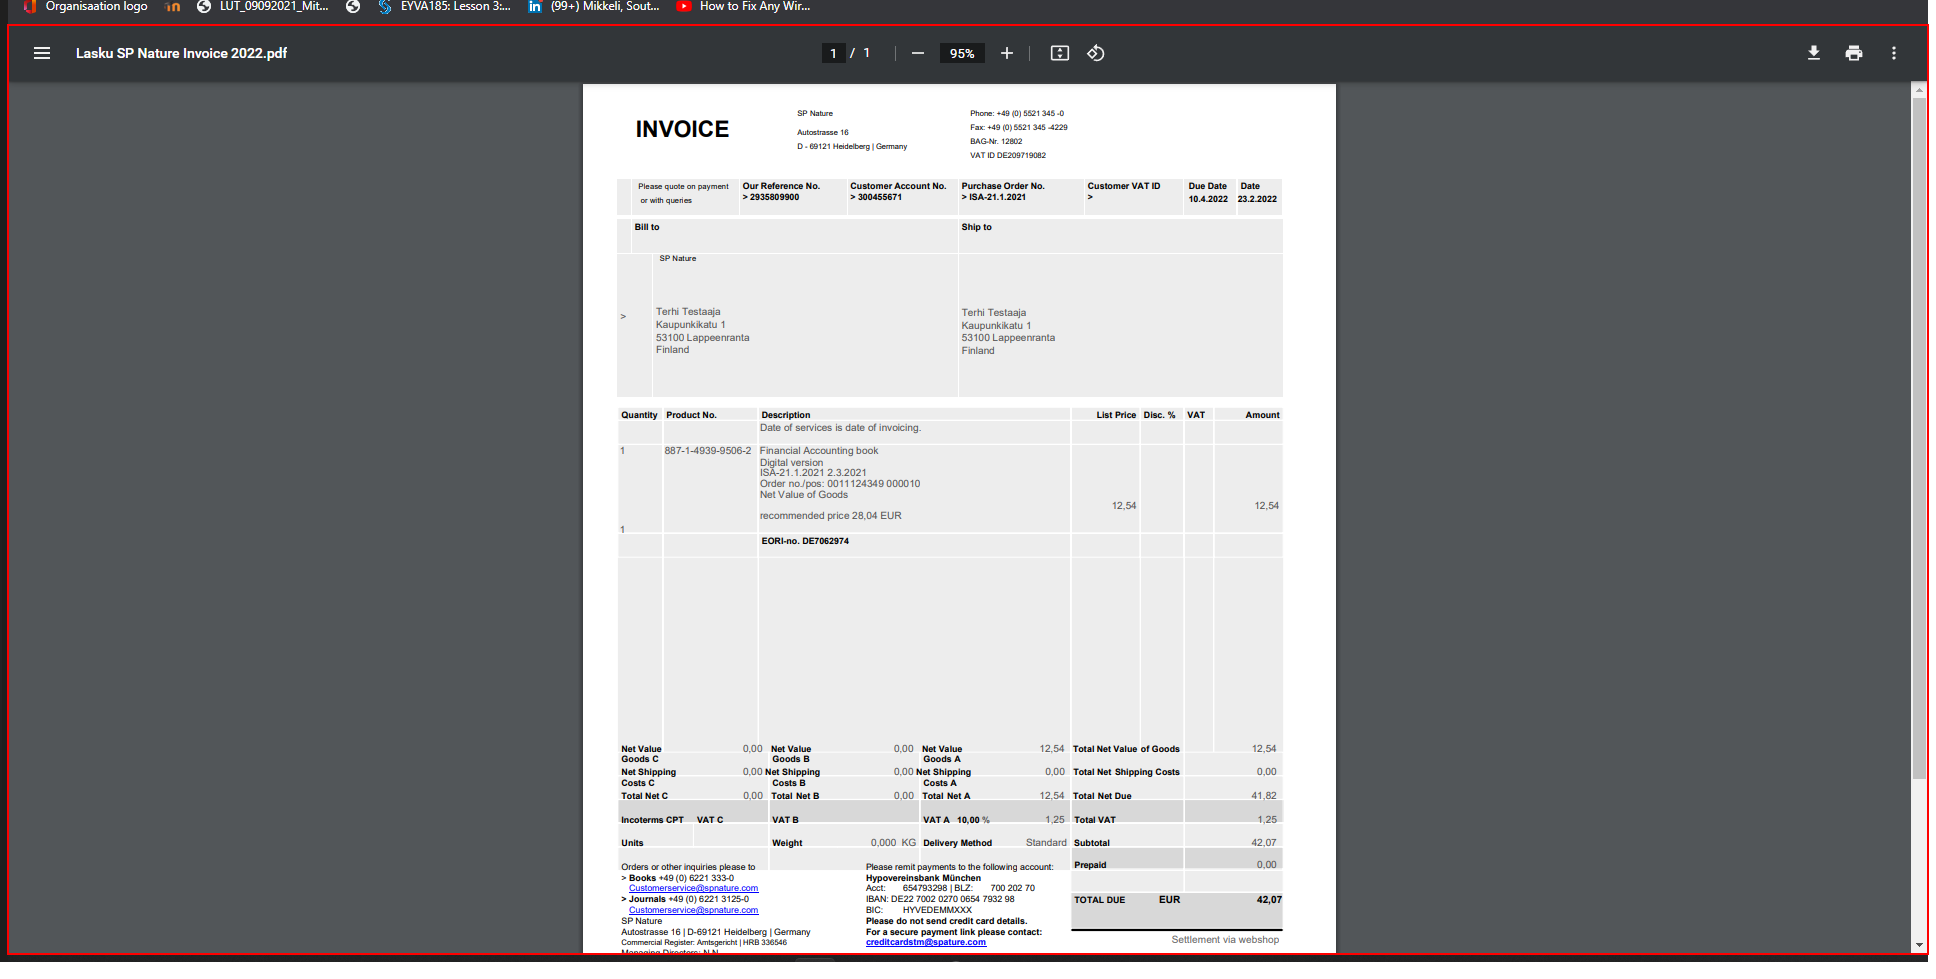 Organisaation logo LUT_09092021_Mit... EYVA185: Lesson 3:... (99+) Mikkeli, Sout... How to Fix Any Wir...
Lasku SP Nature Invoice 2022.pdf 1 / 1 95%
INVOICE
SP Nature
Autostrasse 16
D - 69121 Heidelberg | Germany
Phone: +49 (0) 5521 345 -0
Fax: +49 (0) 5521 345 -4229
BAG-Nr. 12802
VAT ID DE209719082
Please quote on payment
or with queries
Our Reference No.
> 2935809900
Customer Account No.
> 300455671
Purchase Order No.
> ISA-21.1.2021
Customer VAT ID
>
Due Date
10.4.2022
Date
23.2.2022
Bill to
Ship to
SP Nature
>
Terhi Testaaja
Kaupunkikatu 1
53100 Lappeenranta
Finland
Terhi Testaaja
Kaupunkikatu 1
53100 Lappeenranta
Finland
Quantity Product No. Description List Price Disc. % VAT Amount
Date of services is date of invoicing.
1 887-1-4939-9506-2 Financial Accounting book
Digital version
ISA-21.1.2021 2.3.2021
Order no./pos: 0011124349 000010
Net Value of Goods
12,54 12,54
recommended price 28,04 EUR
1
EORI-no. DE7062974
Net Value 0,00 Net Value 0,00 Net Value 12,54 Total Net Value of Goods 12,54
Goods C Goods B Goods A
Net Shipping 0,00 Net Shipping 0,00 Net Shipping 0,00 Total Net Shipping Costs 0,00
Costs C Costs B Costs A
Total Net C 0,00 Total Net B 0,00 Total Net A 12,54 Total Net Due 41,82
Incoterms CPT VAT C VAT B VAT A 10,00 % 1,25 Total VAT 1,25
Units Weight 0,000 KG Delivery Method Standard Subtotal 42,07
Prepaid 0,00
TOTAL DUE EUR 42,07
Settlement via webshop
Orders or other inquiries please to
> Books +49 (0) 6221 333-0
Customerservice@spnature.com
> Journals +49 (0) 6221 3125-0
Customerservice@spnature.com
SP Nature
Autostrasse 16 | D-69121 Heidelberg | Germany
Commercial Register: Amtsgericht | HRB 336546
Managing Directors: N.N.
Please remit payments to the following account:
Hypovereinsbank München
Acct: 654793298 | BLZ: 700 202 70
IBAN: DE22 7002 0270 0654 7932 98
BIC: HYVEDEMMXXX
Please do not send credit card details.
For a secure payment link please contact:
creditcardstm@spature.com